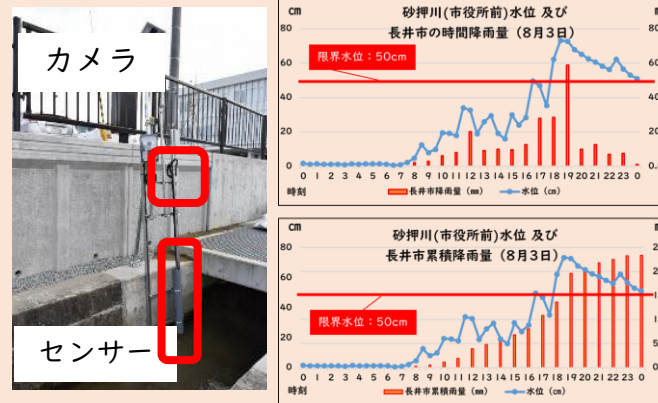 カメラ
センサー
cm
砂押川(市役所前)水位 及び
長井市の時間降雨量(8月3日)
限界水位:50cm
80
60
40
20
0
0 1 2 3 4 5 6 7 8 9 10 11 12 13 14 15 16 17 18 19 20 21 22 23 0
時刻
長井市降雨量(㎜) 水位(cm)
cm
砂押川(市役所前)水位 及び
長井市累積降雨量(8月3日)
限界水位:50cm
80
60
40
20
0
0 1 2 3 4 5 6 7 8 9 10 11 12 13 14 15 16 17 18 19 20 21 22 23 0
時刻
長井市累積降雨量(㎜) 水位(cm)